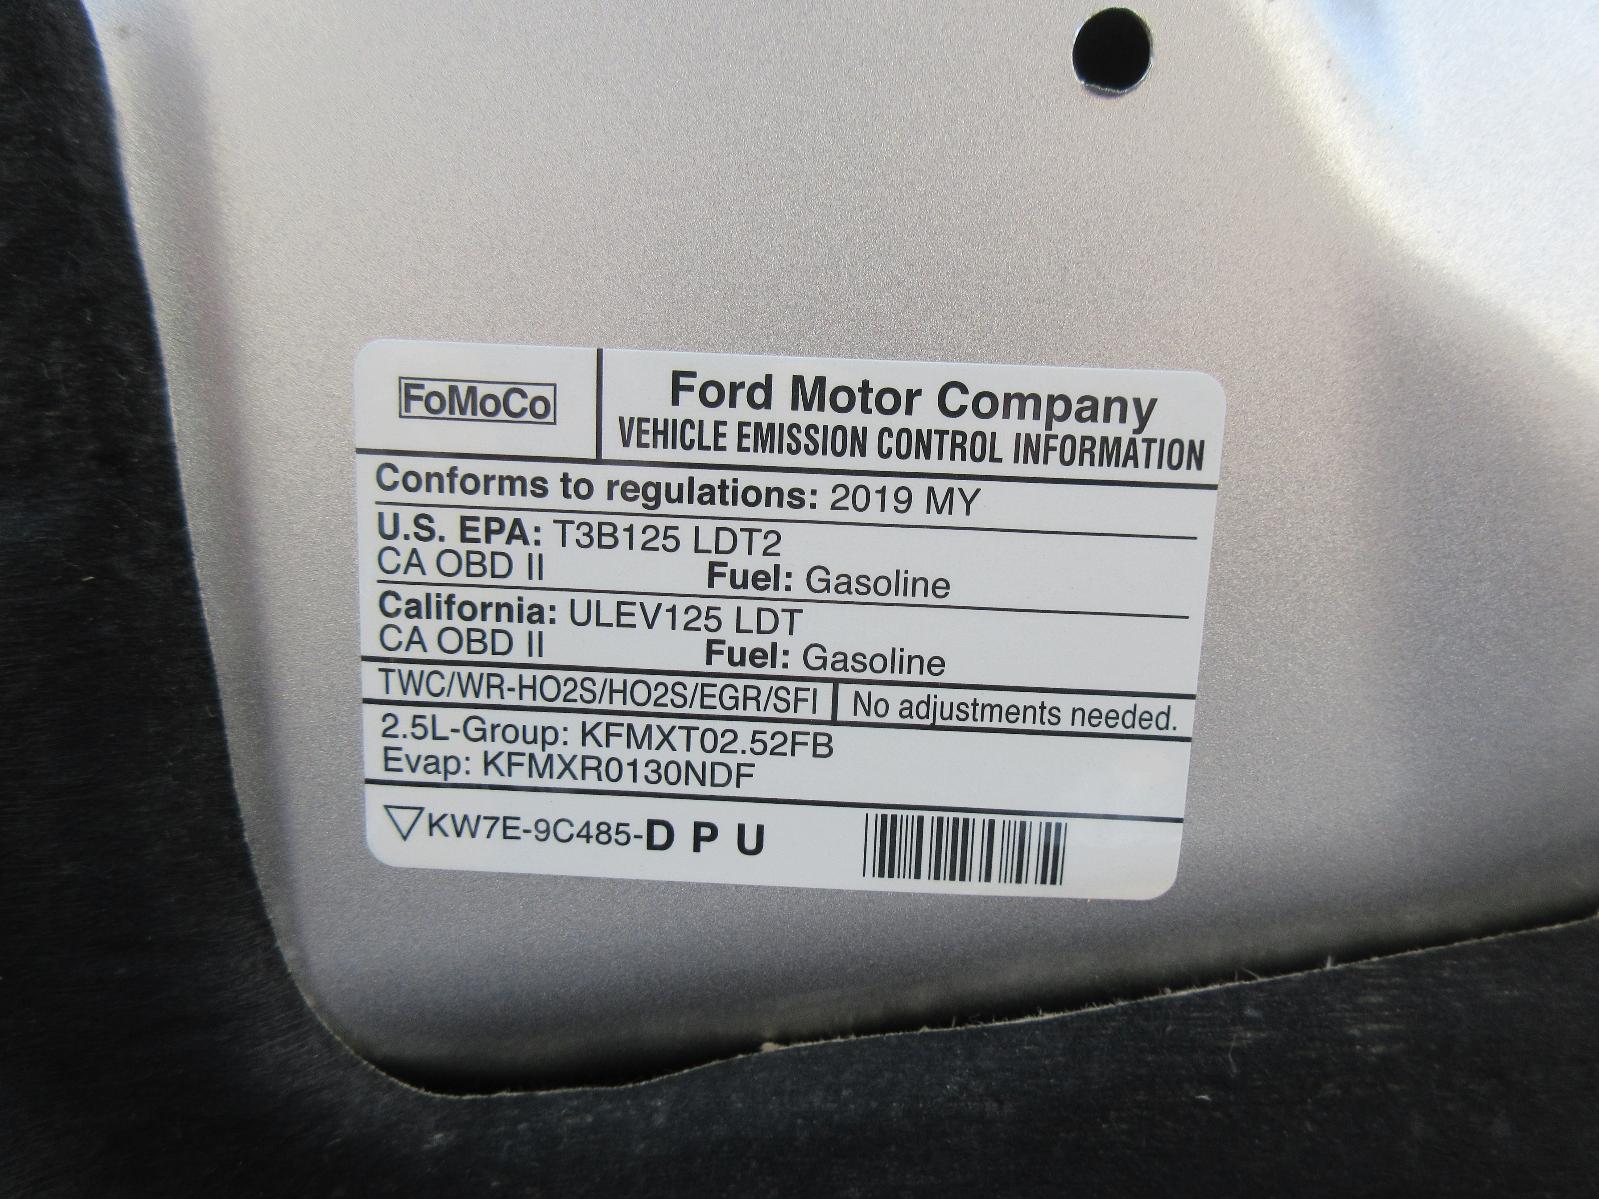 FoMoCo
Ford Motor Company
VEHICLE EMISSION CONTROL INFORMATION
Conforms to regulations: 2019 MY
U.S. EPA: T3B125 LDT2
CA OBD II Fuel: Gasoline
California: ULEV125 LDT
CA OBD II Fuel: Gasoline
TWC/WR-HO2S/HO2S/EGR/SFI No adjustments needed.
2.5L-Group: KFMXT02.52FB
Evap: KFMXR0130NDF
▽KW7E-9C485-D P U